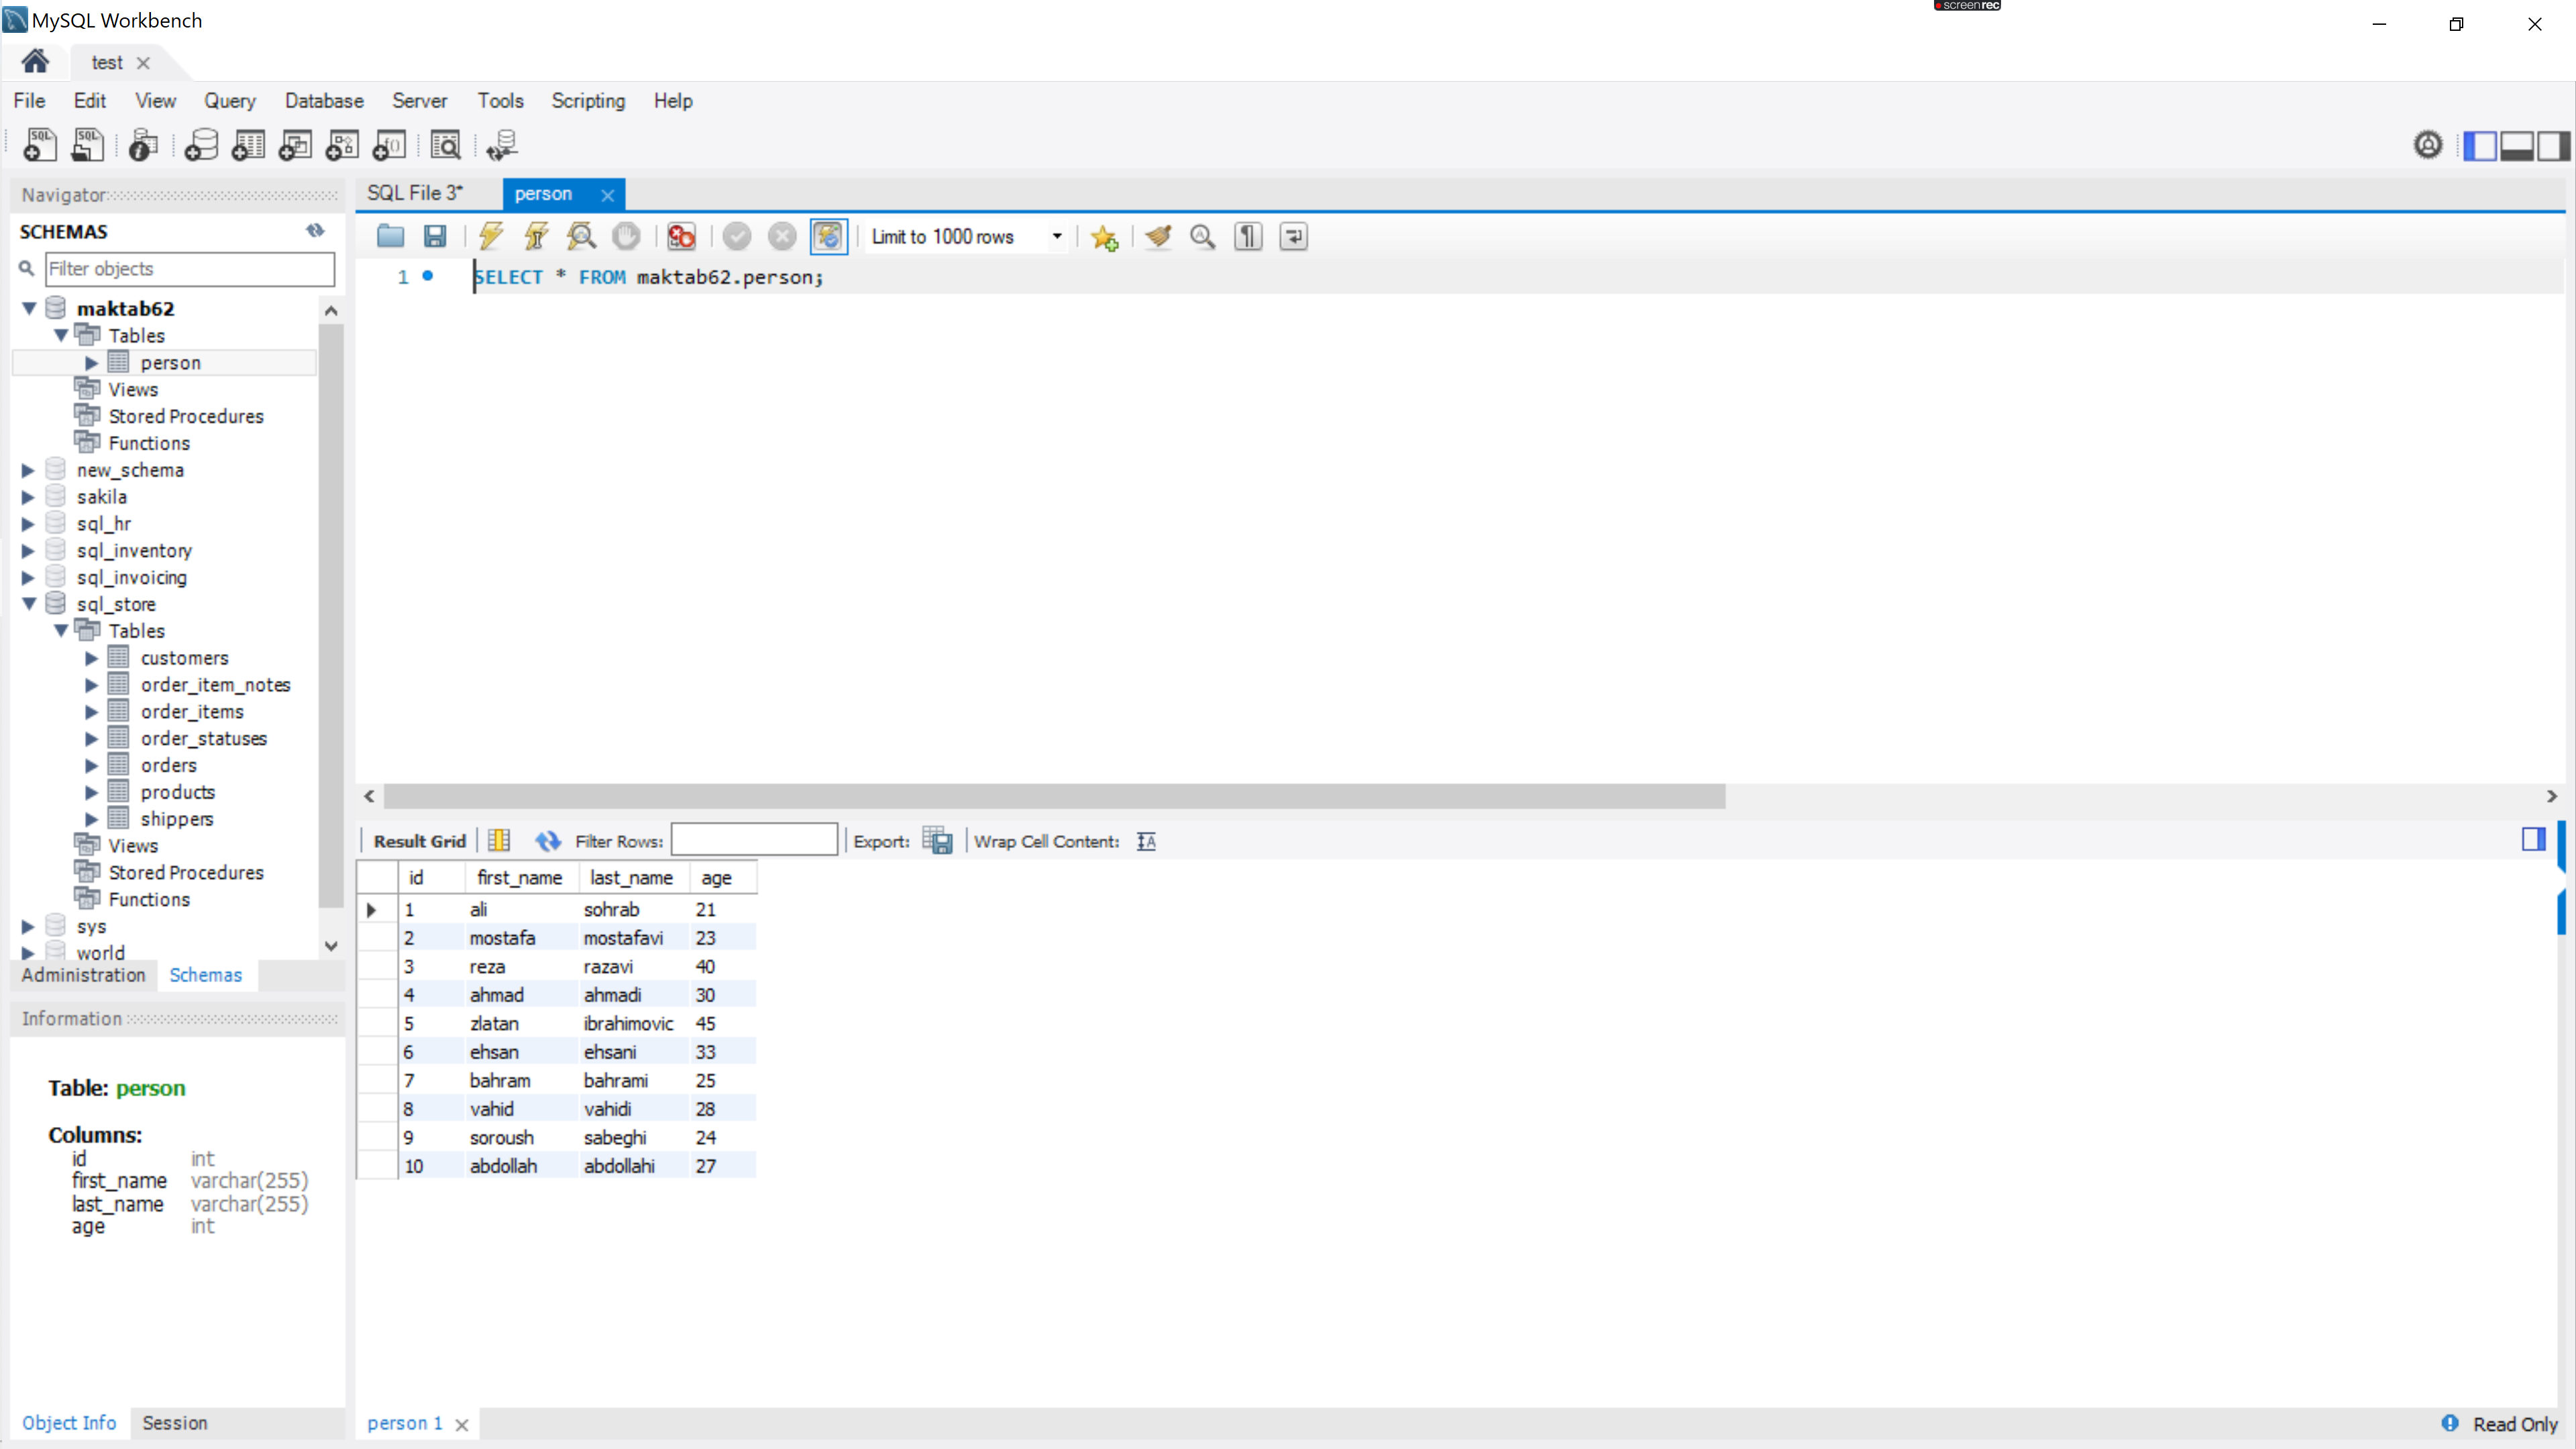 screenrec
MySQL Workbench
test
File Edit View Query Database Server Tools Scripting Help
Navigator
SCHEMAS
Filter objects
maktab62
Tables
person
Views
Stored Procedures
Functions
new_schema
sakila
sql_hr
sql_inventory
sql_invoicing
sql_store
Tables
customers
order_item_notes
order_items
order_statuses
orders
products
shippers
Views
Stored Procedures
Functions
sys
world
Administration Schemas
Information
Table: person
Columns:
id int
first_name varchar(255)
last_name varchar(255)
age int
Object Info Session
SQL File 3* person
Limit to 1000 rows
1 SELECT * FROM maktab62.person;
Result Grid Filter Rows: Export: Wrap Cell Content:
id first_name last_name age
1 ali sohrab 21
2 mostafa mostafavi 23
3 reza razavi 40
4 ahmad ahmadi 30
5 zlatan ibrahimovic 45
6 ehsan ehsani 33
7 bahram bahrami 25
8 vahid vahidi 28
9 soroush sabeghi 24
10 abdollah abdollahi 27
person 1
Read Only